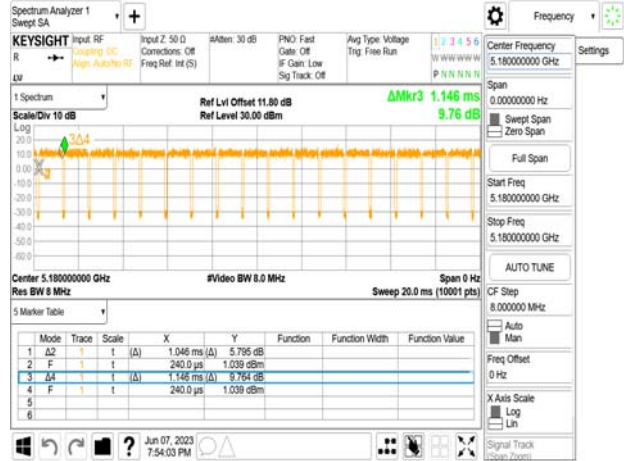 Spectrum Analyzer 1
Swept SA
+
Frequency
KEYSIGHT
R
Input: RF
Coupling: DC
Align: Auto/No RF
Input Z: 50 Ω
Corrections: Off
Freq Ref: Int (S)
#Atten: 30 dB
PNO: Fast
Gate: Off
IF Gain: Low
Sig Track: Off
Avg Type: Voltage
Trig: Free Run
1 2 3 4 5 6
W W W W W W
P N N N N N
Center Frequency
5.180000000 GHz
Settings
Span
0.00000000 Hz
Swept Span
Zero Span
Full Span
Start Freq
5.180000000 GHz
Stop Freq
5.180000000 GHz
AUTO TUNE
CF Step
8.000000 MHz
Auto
Man
Freq Offset
0 Hz
X Axis Scale
Log
Lin
Signal Track
(Span Zoom)
1 Spectrum
Scale/Div 10 dB
Log
Ref Lvl Offset 11.80 dB
Ref Level 30.00 dBm
ΔMkr3 1.146 ms
9.76 dB
3Δ4
20.0
10.0
0.00
-10.0
-20.0
-30.0
-40.0
-50.0
-60.0
Center 5.180000000 GHz
Res BW 8 MHz
#Video BW 8.0 MHz
Span 0 Hz
Sweep 20.0 ms (10001 pts)
5 Marker Table
Mode Trace Scale X Y Function Function Width Function Value
1 Δ2 1 t (Δ) 1.046 ms (Δ) 5.795 dB
2 F 1 t 240.0 µs 1.039 dBm
3 Δ4 1 t (Δ) 1.146 ms (Δ) 9.764 dB
4 F 1 t 240.0 µs 1.039 dBm
5
6
?
Jun 07, 2023
7:54:03 PM